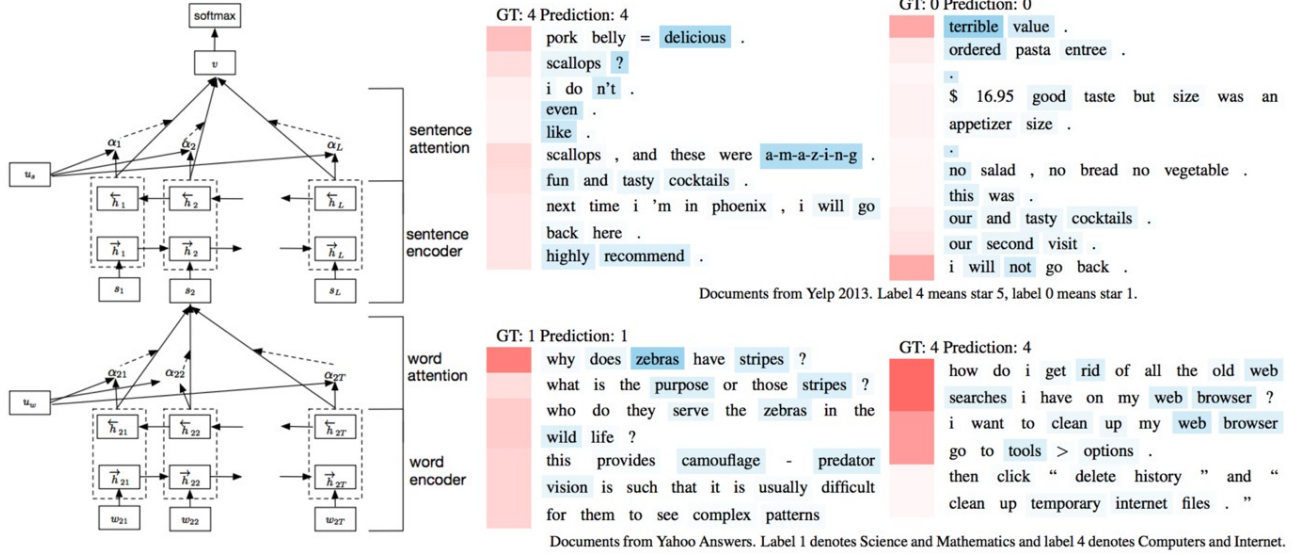 softmax
v
α1
α2
αL
sentence
attention
us
h1
h2
hL
sentence
encoder
h1
h2
hL
s1
s2
sL
α21
α22
α2T
word
attention
uw
h21
h22
h2T
word
encoder
h21
h22
h2T
w21
w22
w2T
GT: 4 Prediction: 4
pork belly = delicious .
scallops ?
i do n't .
even .
like .
scallops , and these were a-m-a-z-i-n-g .
fun and tasty cocktails .
next time i 'm in phoenix , i will go
back here .
highly recommend .
GT: 0 Prediction: 0
terrible value .
ordered pasta entree .
.
$ 16.95 good taste but size was an
appetizer size .
.
no salad , no bread no vegetable .
this was .
our and tasty cocktails .
our second visit .
i will not go back .
Documents from Yelp 2013. Label 4 means star 5, label 0 means star 1.
GT: 1 Prediction: 1
why does zebras have stripes ?
what is the purpose or those stripes ?
who do they serve the zebras in the
wild life ?
this provides camouflage - predator
vision is such that it is usually difficult
for them to see complex patterns
GT: 4 Prediction: 4
how do i get rid of all the old web
searches i have on my web browser ?
i want to clean up my web browser
go to tools > options .
then click “ delete history ” and “
clean up temporary internet files . ”
Documents from Yahoo Answers. Label 1 denotes Science and Mathematics and label 4 denotes Computers and Internet.